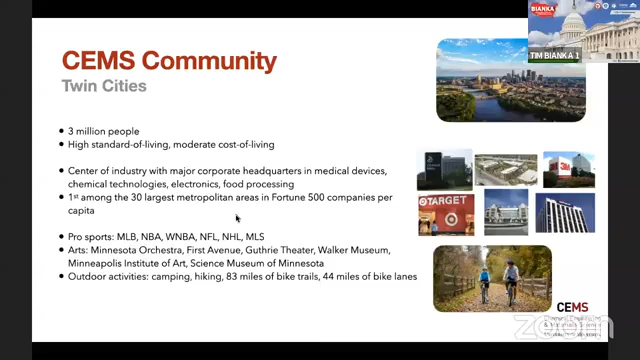 BIANKA
TIM BIANKA 1
CEMS Community
Twin Cities
• 3 million people
• High standard-of-living, moderate cost-of-living
• Center of industry with major corporate headquarters in medical devices,
chemical technologies, electronics, food processing
• 1st among the 30 largest metropolitan areas in Fortune 500 companies per
capita
• Pro sports: MLB, NBA, WNBA, NFL, NHL, MLS
• Arts: Minnesota Orchestra, First Avenue, Guthrie Theater, Walker Museum,
Minneapolis Institute of Art, Science Museum of Minnesota
• Outdoor activities: camping, hiking, 83 miles of bike trails, 44 miles of bike lanes
3M
TARGET
CEMS
zoom